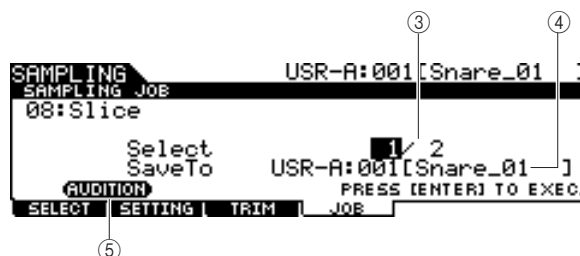 ③ ④
SAMPLING USR-A:001[Snare_01 ]
SAMPLING JOB
08:Slice
Select 1/ 2
SaveTo USR-A:001[Snare_01 ]
AUDITION PRESS [ENTER] TO EXEC.
SELECT SETTING TRIM JOB
⑤